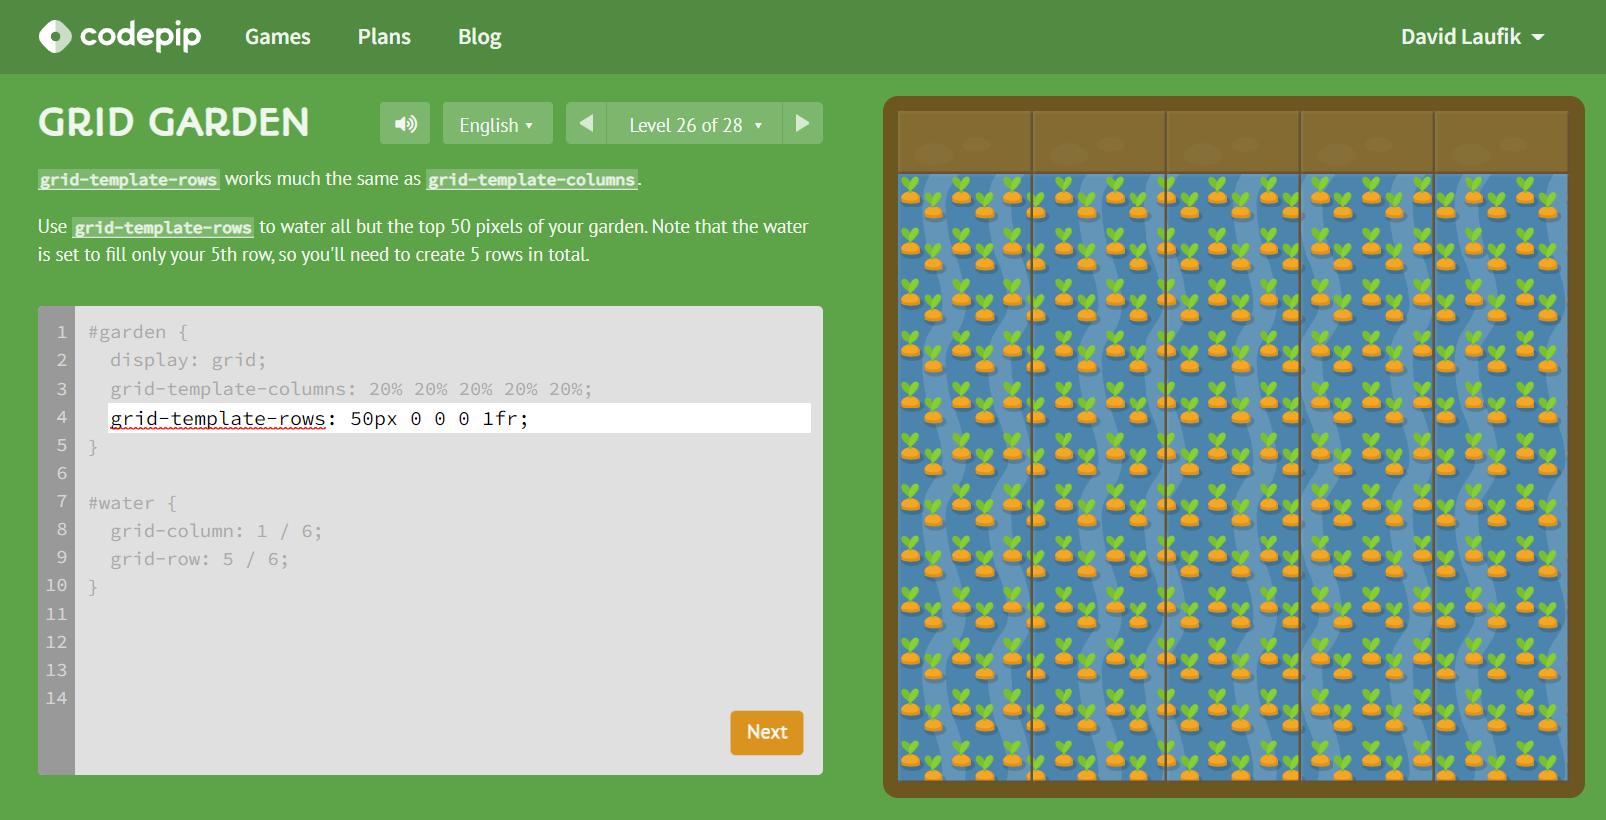 codepip Games Plans Blog David Laufik
GRID GARDEN English Level 26 of 28
grid-template-rows works much the same as grid-template-columns.
Use grid-template-rows to water all but the top 50 pixels of your garden. Note that the water
is set to fill only your 5th row, so you'll need to create 5 rows in total.
1 #garden {
2 display: grid;
3 grid-template-columns: 20% 20% 20% 20% 20%;
4 grid-template-rows: 50px 0 0 0 1fr;
5 }
6
7 #water {
8 grid-column: 1 / 6;
9 grid-row: 5 / 6;
10 }
11
12
13
14
Next